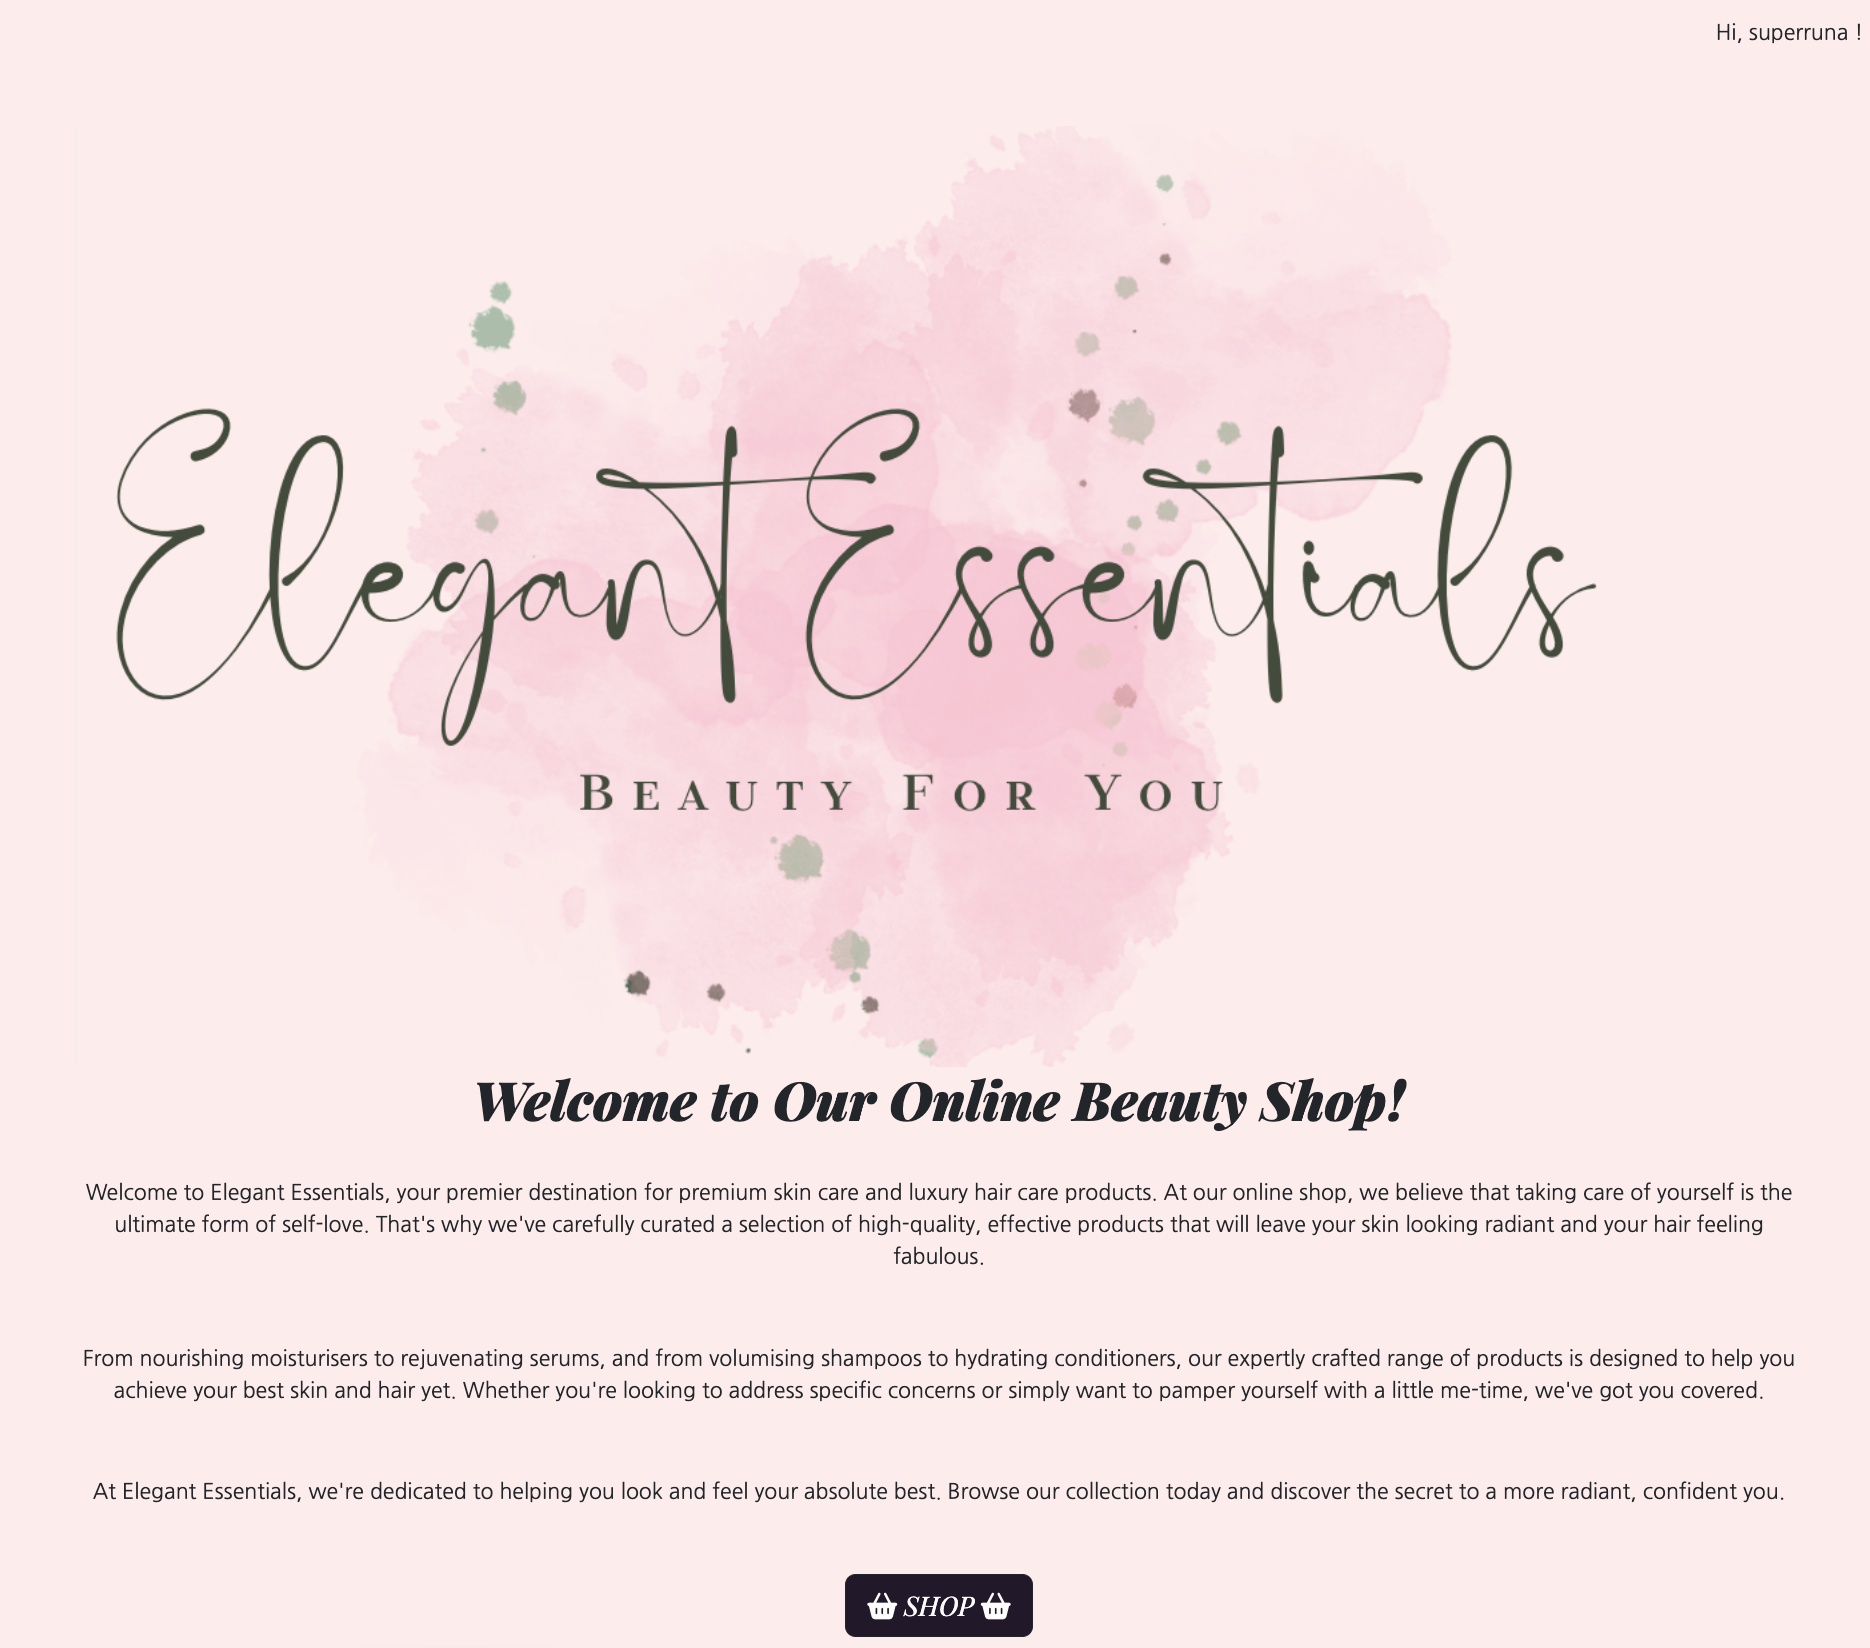 Hi, superruna !
Elegant Essentials
Beauty For You
Welcome to Our Online Beauty Shop!
Welcome to Elegant Essentials, your premier destination for premium skin care and luxury hair care products. At our online shop, we believe that taking care of yourself is the
ultimate form of self-love. That's why we've carefully curated a selection of high-quality, effective products that will leave your skin looking radiant and your hair feeling
fabulous.
From nourishing moisturisers to rejuvenating serums, and from volumising shampoos to hydrating conditioners, our expertly crafted range of products is designed to help you
achieve your best skin and hair yet. Whether you're looking to address specific concerns or simply want to pamper yourself with a little me-time, we've got you covered.
At Elegant Essentials, we're dedicated to helping you look and feel your absolute best. Browse our collection today and discover the secret to a more radiant, confident you.
SHOP